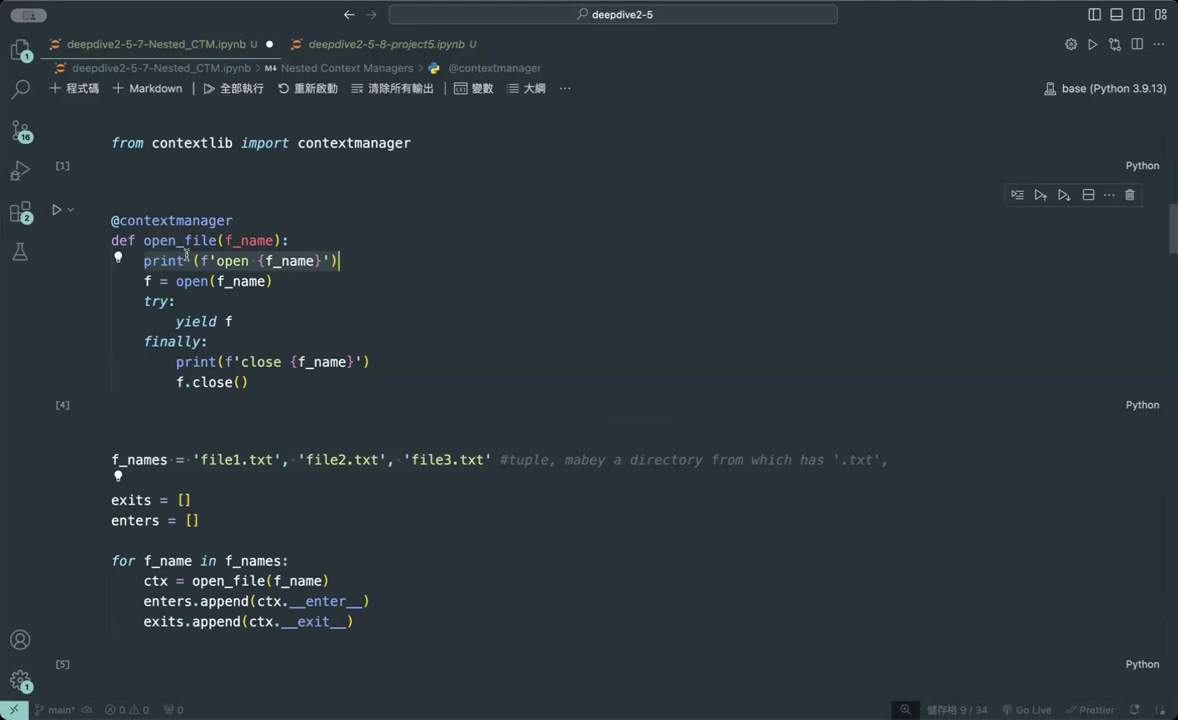 deepdive2-5
deepdive2-5-7-Nested_CTM.ipynb U
deepdive2-5-8-project5.ipynb U
deepdive2-5-7-Nested_CTM.ipynb > Nested Context Managers > @contextmanager
+ 程式碼 + Markdown 全部執行 重新啟動 清除所有輸出 變數 大綱 ...
base (Python 3.9.13)
from contextlib import contextmanager
[1] Python
@contextmanager
def open_file(f_name):
    print (f'open {f_name}')
    f = open(f_name)
    try:
        yield f
    finally:
        print(f'close {f_name}')
        f.close()
[4] Python
f_names = 'file1.txt', 'file2.txt', 'file3.txt' #tuple, mabey a directory from which has '.txt',
exits = []
enters = []
for f_name in f_names:
    ctx = open_file(f_name)
    enters.append(ctx.__enter__)
    exits.append(ctx.__exit__)
[5] Python
1
16
2
1
main* 0 0 0 儲存格 9 / 34 Go Live Prettier